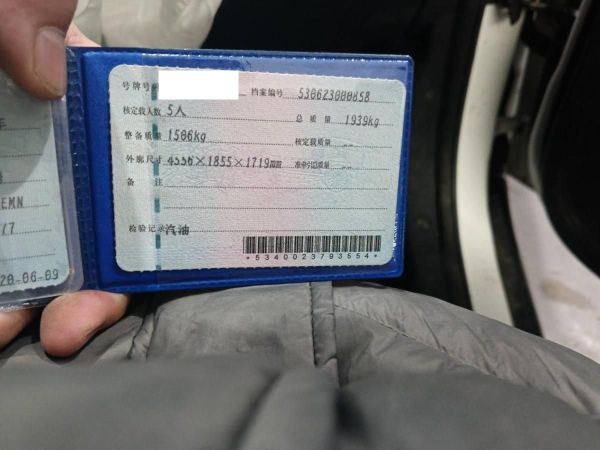 号牌号
档案编号 530623000858
核定载人数 5人
总质量 1939kg
整备质量 1506kg
核定载质量 --
外廓尺寸 4556×1855×1719mm
准牵引总质量 --
备注
检验记录 汽油
*5340023793554*
EMN
77
20-06-09